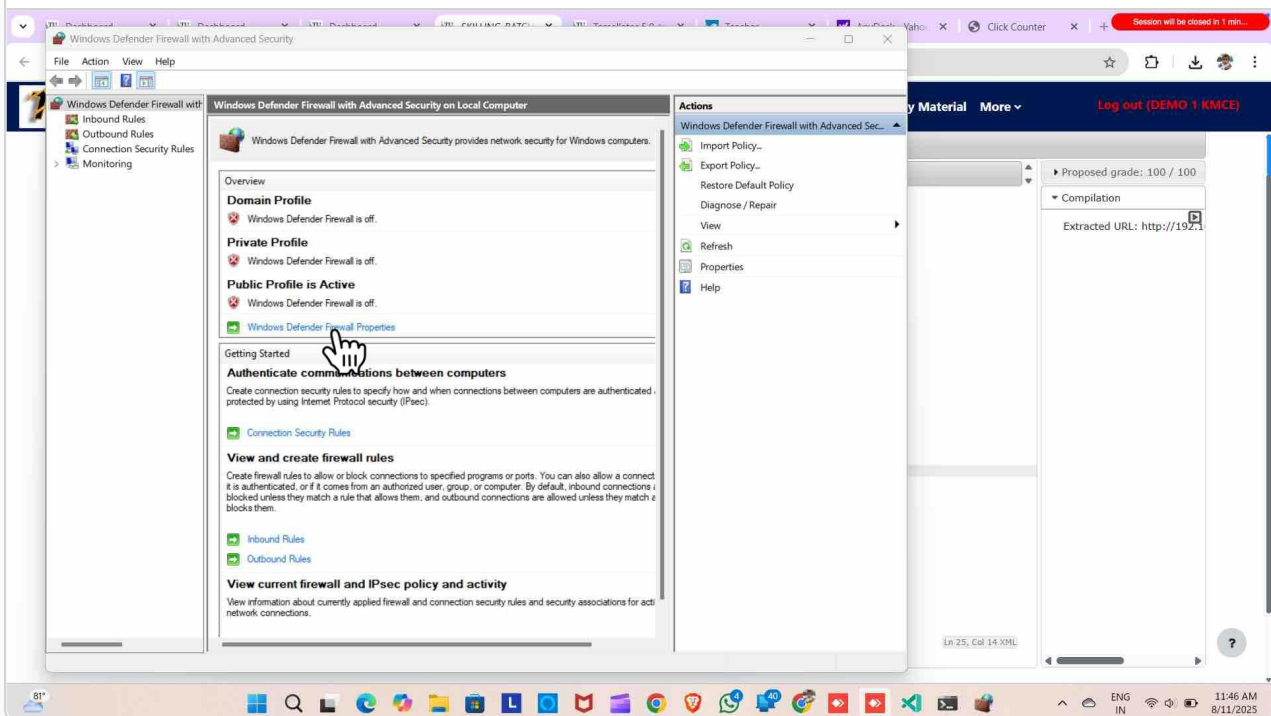 Session will be closed in 1 min...
Click Counter
Windows Defender Firewall with Advanced Security
File Action View Help
Windows Defender Firewall with
Inbound Rules
Outbound Rules
Connection Security Rules
Monitoring
Windows Defender Firewall with Advanced Security on Local Computer
Windows Defender Firewall with Advanced Security provides network security for Windows computers.
Overview
Domain Profile
Windows Defender Firewall is off.
Private Profile
Windows Defender Firewall is off.
Public Profile is Active
Windows Defender Firewall is off.
Windows Defender Firewall Properties
Getting Started
Authenticate communications between computers
Create connection security rules to specify how and when connections between computers are authenticated
protected by using Internet Protocol security (IPsec).
Connection Security Rules
View and create firewall rules
Create firewall rules to allow or block connections to specified programs or ports. You can also allow a connect
it is authenticated, or if it comes from an authorized user, group, or computer. By default, inbound connections
blocked unless they match a rule that allows them, and outbound connections are allowed unless they match a
blocks them.
Inbound Rules
Outbound Rules
View current firewall and IPsec policy and activity
View information about currently applied firewall and connection security rules and security associations for acti
network connections.
Actions
Windows Defender Firewall with Advanced Sec...
Import Policy...
Export Policy...
Restore Default Policy
Diagnose / Repair
View
Refresh
Properties
Help
y Material More
Log out (DEMO 1 KMCE)
Proposed grade: 100 / 100
Compilation
Extracted URL: http://192.1
Ln 25, Col 14 XML
?
81°
4
40
ENG
IN
11:46 AM
8/11/2025